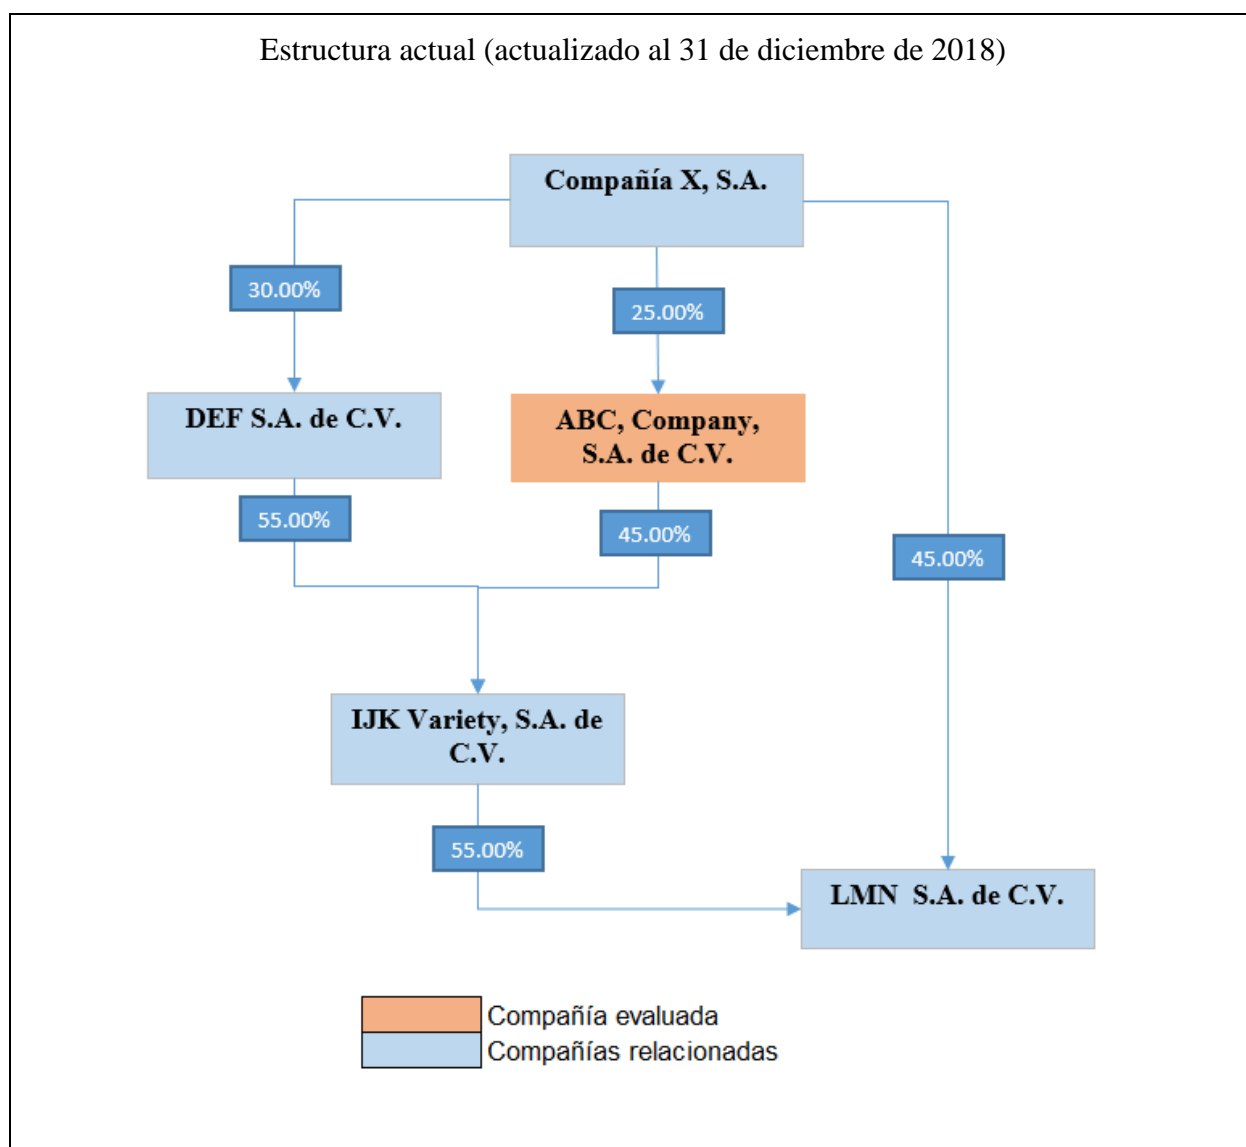 Estructura actual (actualizado al 31 de diciembre de 2018)
Compañía X, S.A.
30.00%
25.00%
DEF S.A. de C.V.
ABC, Company,
S.A. de C.V.
55.00%
45.00%
45.00%
IJK Variety, S.A. de
C.V.
55.00%
LMN S.A. de C.V.
Compañía evaluada
Compañías relacionadas